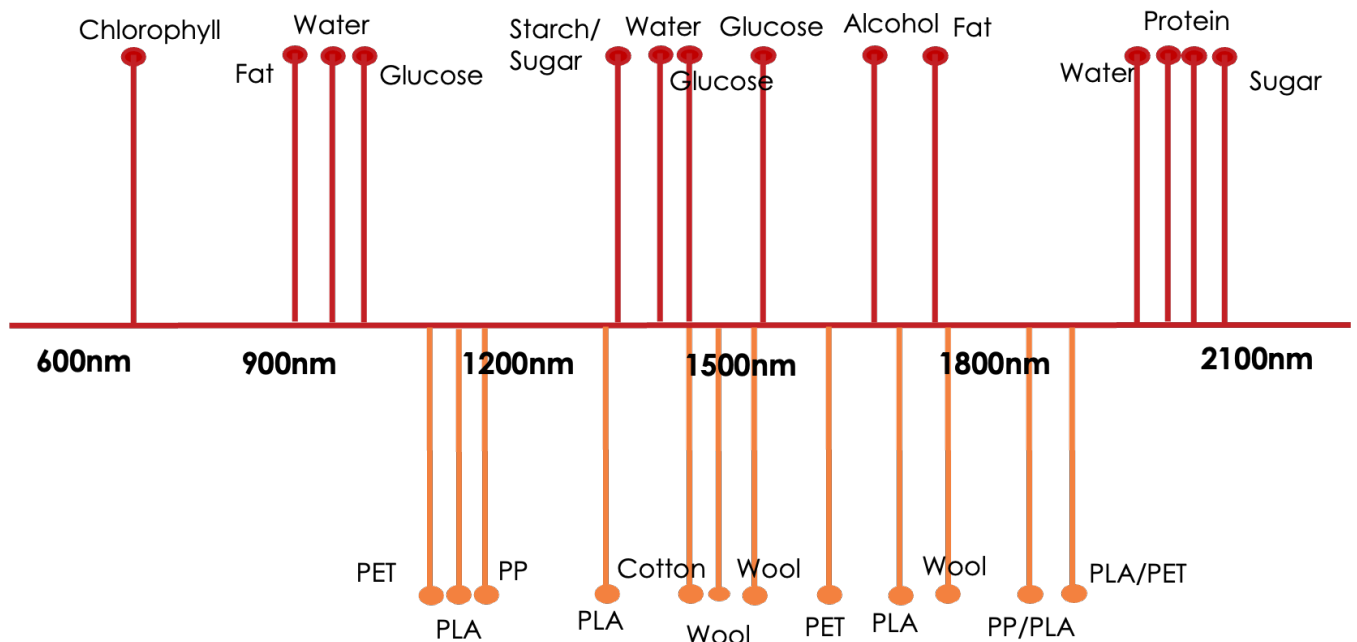 Chlorophyll
Fat
Water
Glucose
Starch/
Sugar
Water
Glucose
Glucose
Alcohol
Fat
Water
Protein
Sugar
600nm
900nm
1200nm
1500nm
1800nm
2100nm
PET
PLA
PP
PLA
Cotton
Wool
Wool
PET
PLA
Wool
PP/PLA
PLA/PET